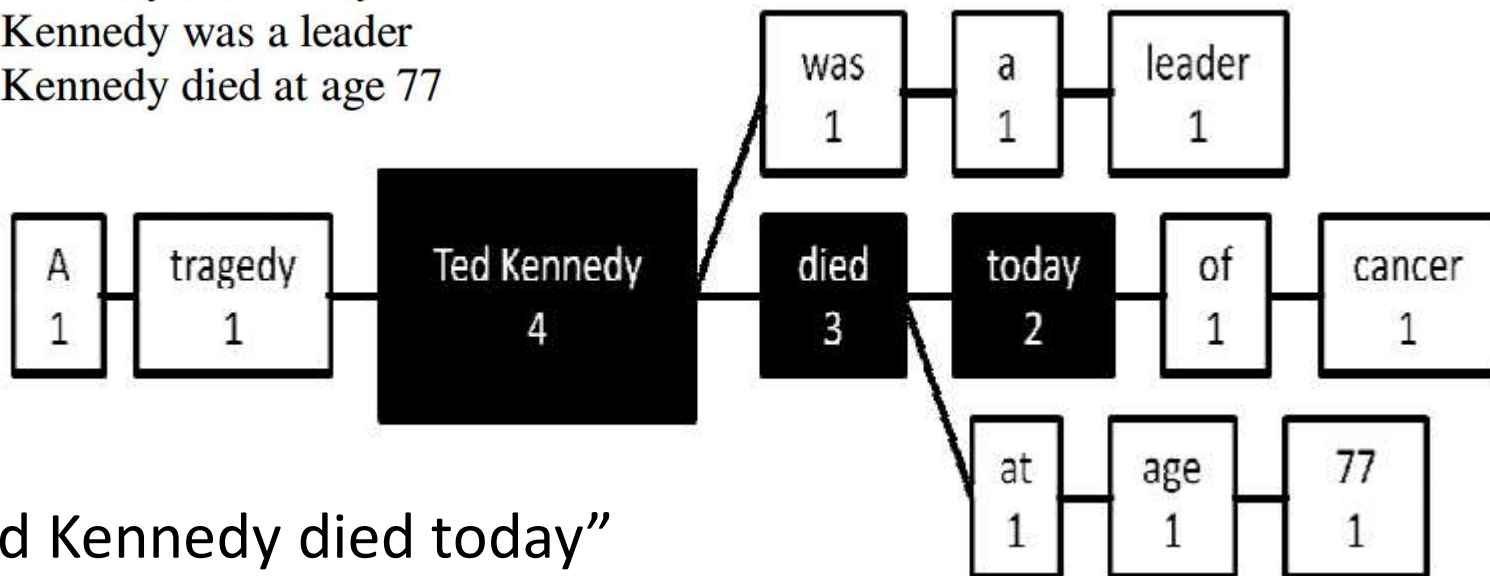 Kennedy was a leader
Kennedy died at age 77
was a leader
1 1 1
A tragedy Ted Kennedy died today of cancer
1 1 4 3 2 1 1
at age 77
1 1 1
d Kennedy died today”